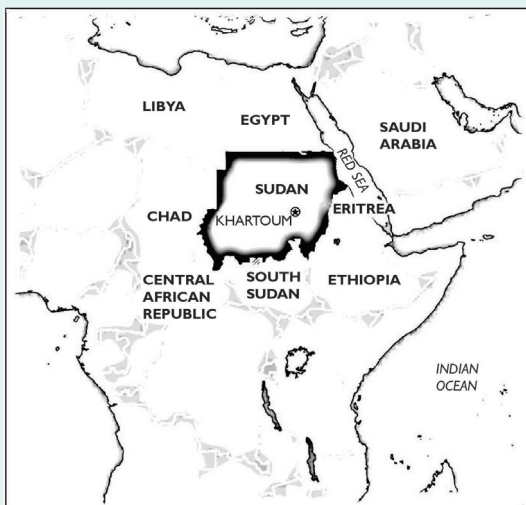 LIBYA
EGYPT
SAUDI
ARABIA
RED SEA
SUDAN
KHARTOUM
ERITREA
CHAD
CENTRAL
AFRICAN
REPUBLIC
SOUTH
SUDAN
ETHIOPIA
INDIAN
OCEAN